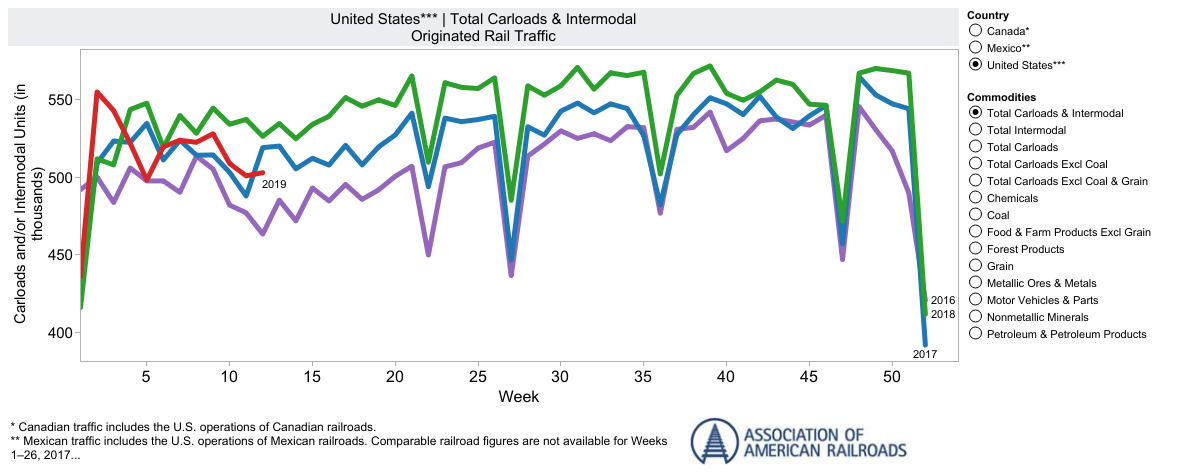 United States*** | Total Carloads & Intermodal
Originated Rail Traffic
Carloads and/or Intermodal Units (in
thousands)
550
500
450
400
2019
2016
2018
2017
5
10
15
20
25
30
35
40
45
50
Week
Country
Canada*
Mexico**
United States***
Commodities
Total Carloads & Intermodal
Total Intermodal
Total Carloads
Total Carloads Excl Coal
Total Carloads Excl Coal & Grain
Chemicals
Coal
Food & Farm Products Excl Grain
Forest Products
Grain
Metallic Ores & Metals
Motor Vehicles & Parts
Nonmetallic Minerals
Petroleum & Petroleum Products
* Canadian traffic includes the U.S. operations of Canadian railroads.
** Mexican traffic includes the U.S. operations of Mexican railroads. Comparable railroad figures are not available for Weeks
1–26, 2017...
ASSOCIATION OF
AMERICAN RAILROADS